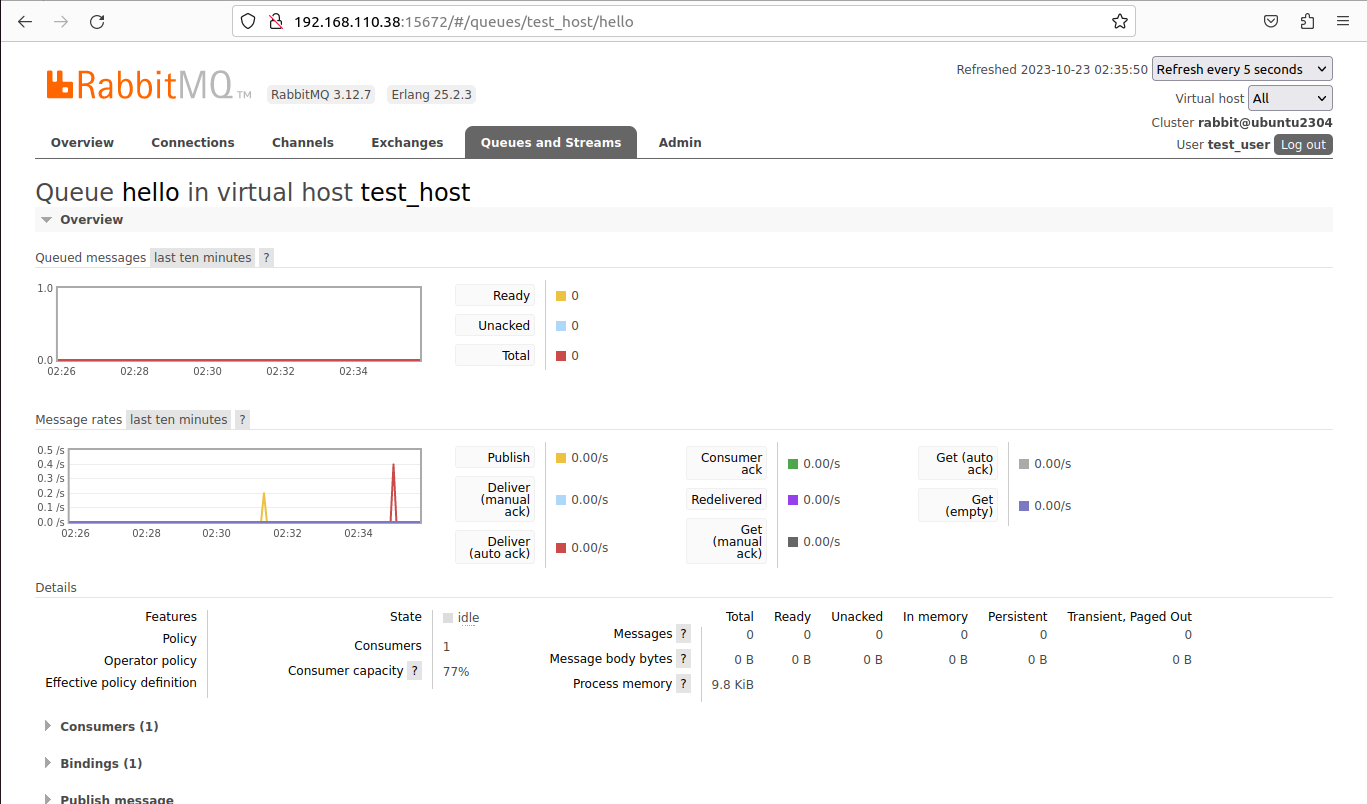 192.168.110.38:15672/#/queues/test_host/hello
RabbitMQ TM
RabbitMQ 3.12.7
Erlang 25.2.3
Refreshed 2023-10-23 02:35:50
Refresh every 5 seconds
Virtual host All
Cluster rabbit@ubuntu2304
User test_user Log out
Overview Connections Channels Exchanges Queues and Streams Admin
Queue hello in virtual host test_host
Overview
Queued messages last ten minutes ?
1.0
0.0
02:26 02:28 02:30 02:32 02:34
Ready 0
Unacked 0
Total 0
Message rates last ten minutes ?
0.5 /s
0.4 /s
0.3 /s
0.2 /s
0.1 /s
0.0 /s
02:26 02:28 02:30 02:32 02:34
Publish 0.00/s
Deliver
(manual 0.00/s
ack)
Deliver
(auto ack) 0.00/s
Consumer
ack 0.00/s
Redelivered 0.00/s
Get
(manual 0.00/s
ack)
Get (auto
ack) 0.00/s
Get
(empty) 0.00/s
Details
Features
Policy
Operator policy
Effective policy definition
State idle
Consumers 1
Consumer capacity ? 77%
Total Ready Unacked In memory Persistent Transient, Paged Out
Messages ? 0 0 0 0 0 0
Message body bytes ? 0 B 0 B 0 B 0 B 0 B 0 B
Process memory ? 9.8 KiB
Consumers (1)
Bindings (1)
Publish message